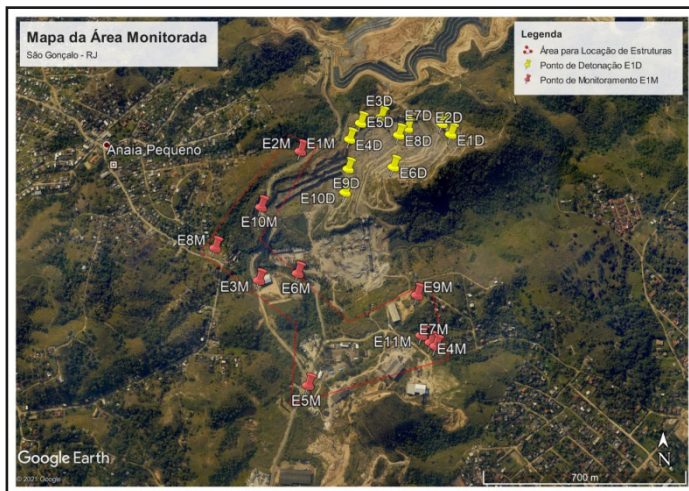 Mapa da Área Monitorada
São Gonçalo - RJ
Legenda
Área para Locação de Estruturas
Ponto de Detonação E1D
Ponto de Monitoramento E1M
E3D
E5D
E7D
E2D
E4D
E8D
E1D
E2M
E1M
Anaia Pequeno
E6D
E9D
E10D
E10M
E8M
E3M
E6M
E9M
E7M
E11M
E4M
E5M
Google Earth
© 2021 Google
N
700 m